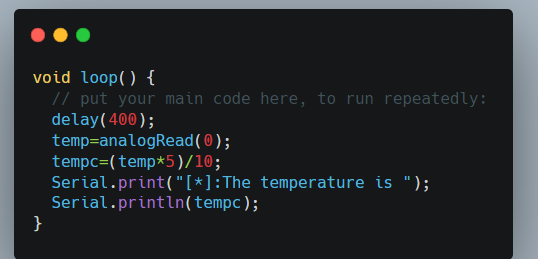 void loop() {
  // put your main code here, to run repeatedly:
  delay(400);
  temp=analogRead(0);
  tempc=(temp*5)/10;
  Serial.print("[*]:The temperature is ");
  Serial.println(tempc);
}